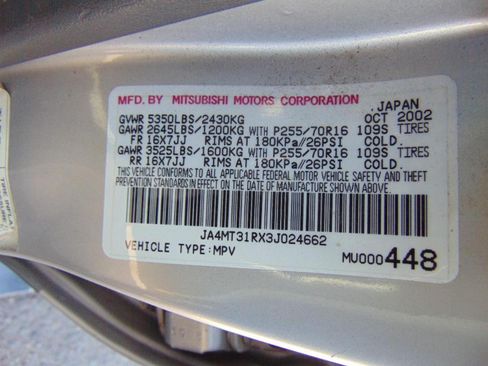 MFD. BY MITSUBISHI MOTORS CORPORATION JAPAN
GVWR 5350LBS/2430KG OCT 2002
GAWR 2645LBS/1200KG WITH P255/70R16 109S TIRES
FR 16X7JJ RIMS AT 180KPa//26PSI COLD.
GAWR 3525LBS/1600KG WITH P255/70R16 109S TIRES
RR 16X7JJ RIMS AT 180KPa//26PSI COLD.
THIS VEHICLE CONFORMS TO ALL APPLICABLE FEDERAL MOTOR VEHICLE SAFETY AND THEFT
PREVENTION STANDARDS IN EFFECT ON THE DATE OF MANUFACTURE SHOWN ABOVE.
JA4MT31RX3J024662
VEHICLE TYPE:MPV MU000448